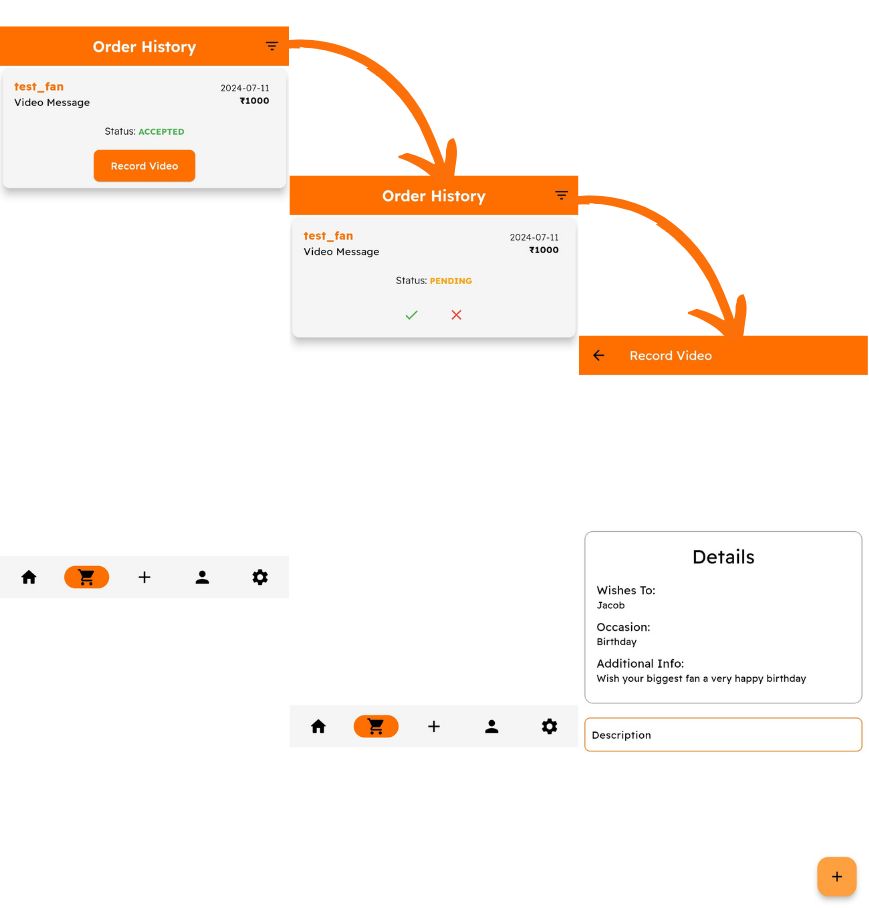 Order History
test_fan
2024-07-11
Video Message
₹1000
Status: ACCEPTED
Record Video
Order History
test_fan
2024-07-11
Video Message
₹1000
Status: PENDING
Record Video
Details
Wishes To:
Jacob
Occasion:
Birthday
Additional Info:
Wish your biggest fan a very happy birthday
Description